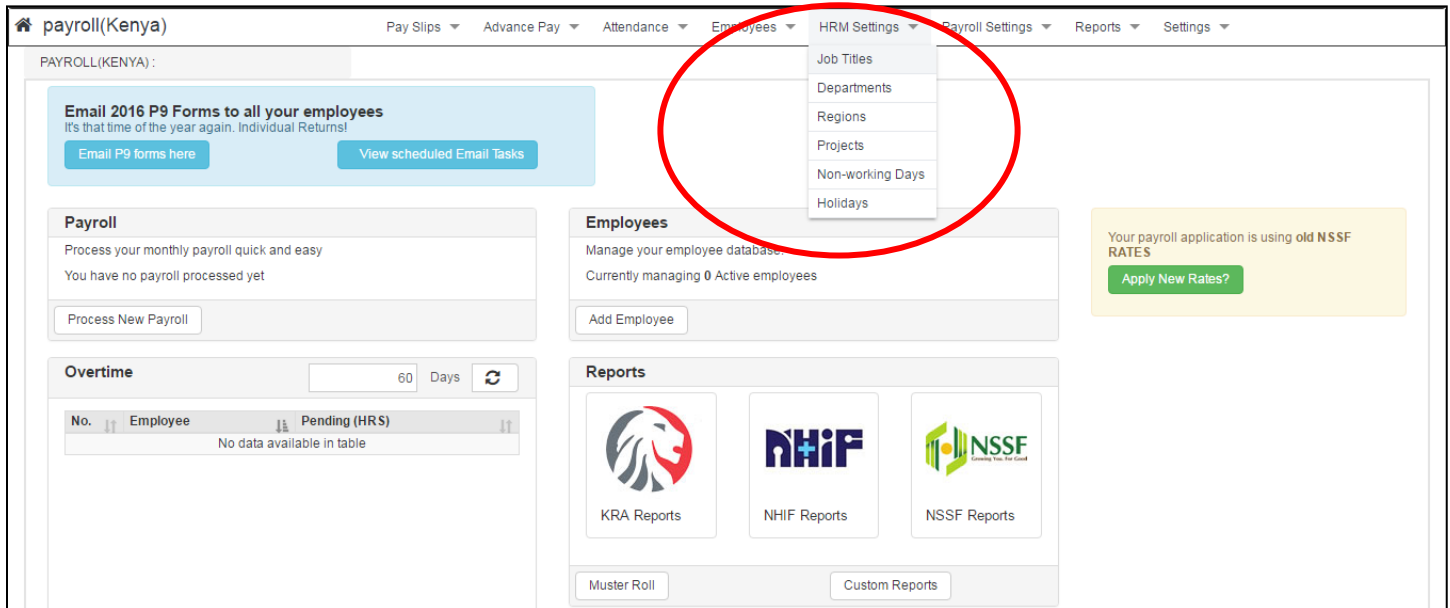 payroll(Kenya) Pay Slips Advance Pay Attendance Employees HRM Settings Payroll Settings Reports Settings
PAYROLL(KENYA) :
Job Titles
Departments
Regions
Projects
Non-working Days
Holidays
Email 2016 P9 Forms to all your employees
It's that time of the year again. Individual Returns!
Email P9 forms here View scheduled Email Tasks
Payroll
Process your monthly payroll quick and easy
You have no payroll processed yet
Process New Payroll
Employees
Manage your employee database.
Currently managing 0 Active employees
Add Employee
Your payroll application is using old NSSF
RATES
Apply New Rates?
Overtime 60 Days
No. Employee Pending (HRS)
No data available in table
Reports
NHiF
NSSF
Growing You, For Good
KRA Reports NHIF Reports NSSF Reports
Muster Roll Custom Reports